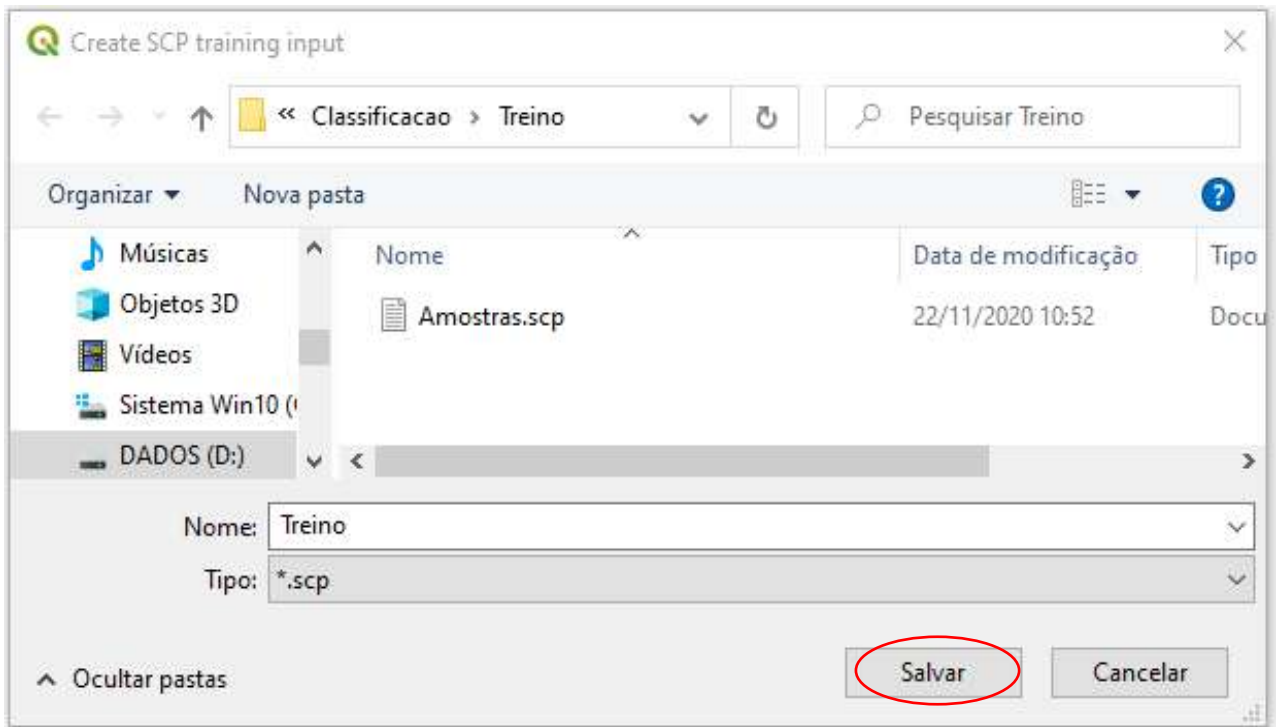 Create SCP training input
« Classificacao > Treino
Pesquisar Treino
Organizar Nova pasta
Músicas
Objetos 3D
Vídeos
Sistema Win10 (
DADOS (D:)
Nome Data de modificação Tipo
Amostras.scp 22/11/2020 10:52 Docu
Nome: Treino
Tipo: *.scp
Ocultar pastas
Salvar Cancelar